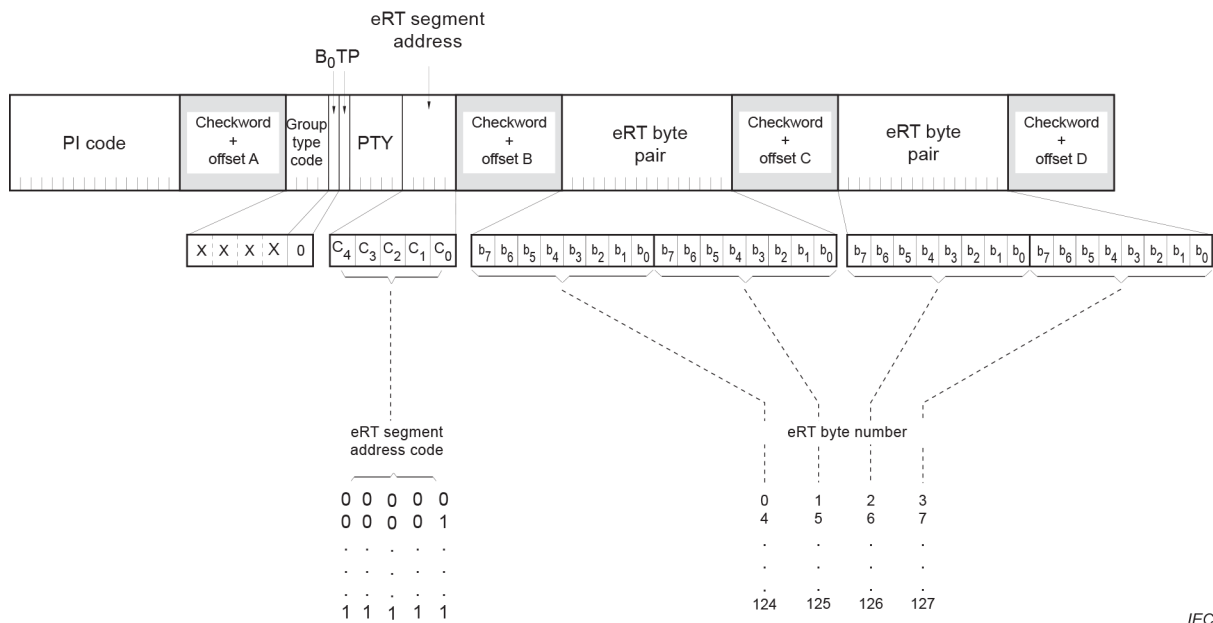 eRT segment
address
B₀TP
PI code
Checkword
+
offset A
Group
type
code
PTY
Checkword
+
offset B
eRT byte
pair
Checkword
+
offset C
eRT byte
pair
Checkword
+
offset D
X X X X 0
C₄ C₃ C₂ C₁ C₀
b₇ b₆ b₅ b₄ b₃ b₂ b₁ b₀ b₇ b₆ b₅ b₄ b₃ b₂ b₁ b₀
b₇ b₆ b₅ b₄ b₃ b₂ b₁ b₀ b₇ b₆ b₅ b₄ b₃ b₂ b₁ b₀
eRT segment
address code
0 0 0 0 0
0 0 0 0 1
. . . . .
. . . . .
. . . . .
1 1 1 1 1
eRT byte number
0 1 2 3
4 5 6 7
. . . .
. . . .
. . . .
124 125 126 127
IEC